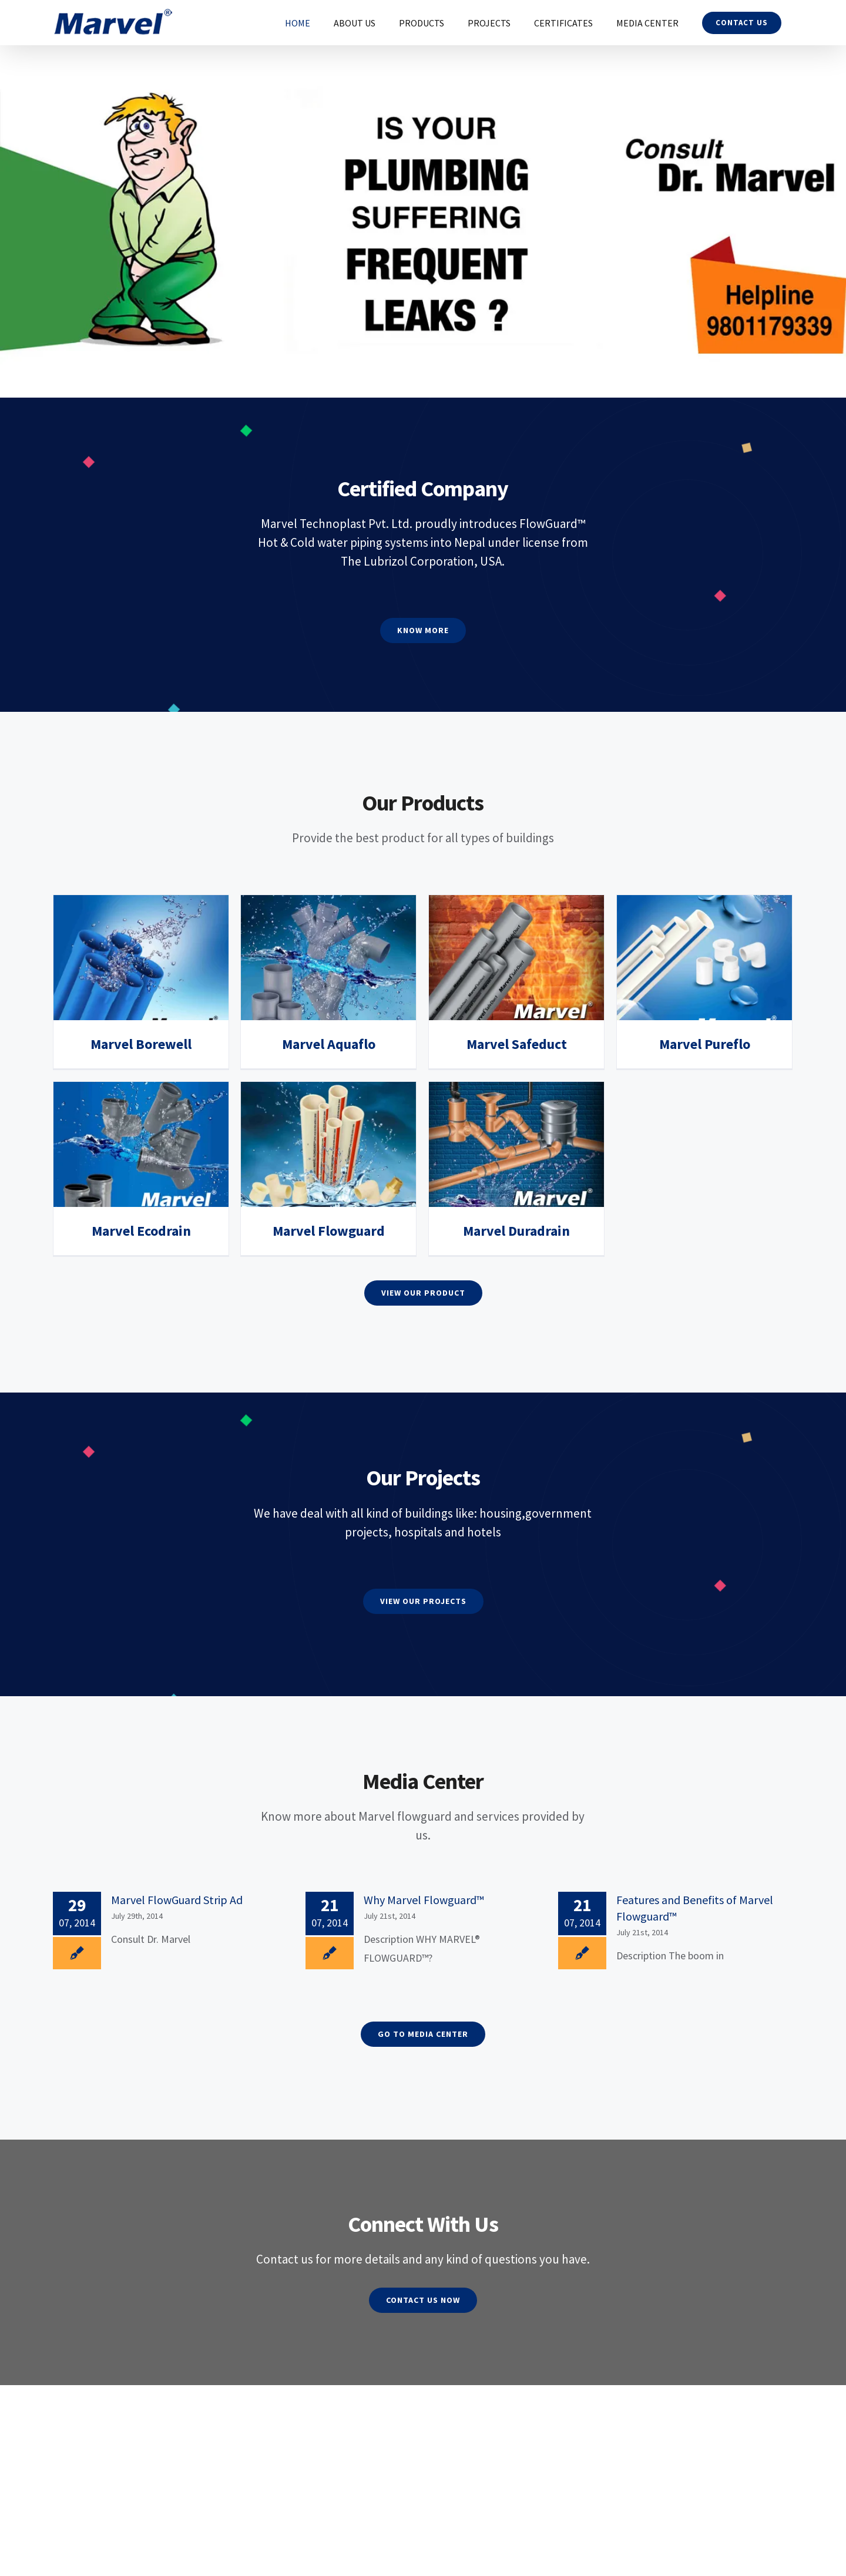 Marvel®
HOME
ABOUT US
PRODUCTS
PROJECTS
CERTIFICATES
MEDIA CENTER
CONTACT US
IS YOUR
PLUMBING
SUFFERING
FREQUENT
LEAKS ?
Consult
Dr. Marvel
Helpline
9801179339
Certified Company
Marvel Technoplast Pvt. Ltd. proudly introduces FlowGuard™
Hot & Cold water piping systems into Nepal under license from
The Lubrizol Corporation, USA.
KNOW MORE
Our Products
Provide the best product for all types of buildings
Marvel®
Marvel Borewell
Marvel Aquaflo
Marvel®
Marvel Safeduct
Marvel®
Marvel Pureflo
Marvel®
Marvel Ecodrain
Marvel Flowguard
Marvel®
Marvel Duradrain
VIEW OUR PRODUCT
Our Projects
We have deal with all kind of buildings like: housing,government
projects, hospitals and hotels
VIEW OUR PROJECTS
Media Center
Know more about Marvel flowguard and services provided by
us.
29
07, 2014
Marvel FlowGuard Strip Ad
July 29th, 2014
Consult Dr. Marvel
21
07, 2014
Why Marvel Flowguard™
July 21st, 2014
Description WHY MARVEL®
FLOWGUARD™?
21
07, 2014
Features and Benefits of Marvel
Flowguard™
July 21st, 2014
Description The boom in
GO TO MEDIA CENTER
Connect With Us
Contact us for more details and any kind of questions you have.
CONTACT US NOW